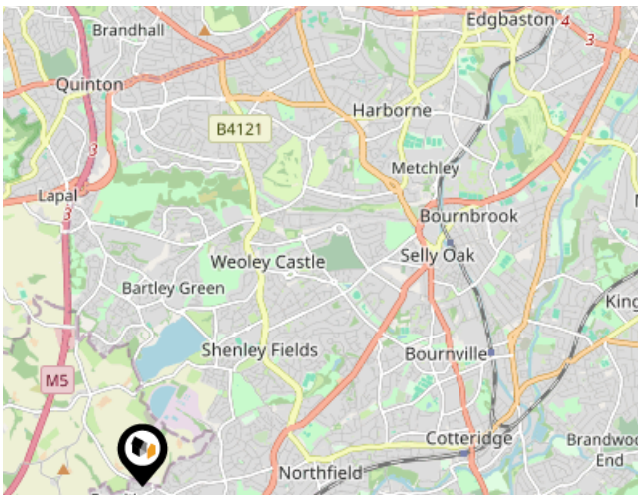 Edgbaston
4
Brandhall
3
Quinton
Harborne
B4121
3
Metchley
Lapal
3
Bournbrook
Selly Oak
Weoley Castle
Bartley Green
Shenley Fields
Bournville
M5
Cotteridge
Northfield
End